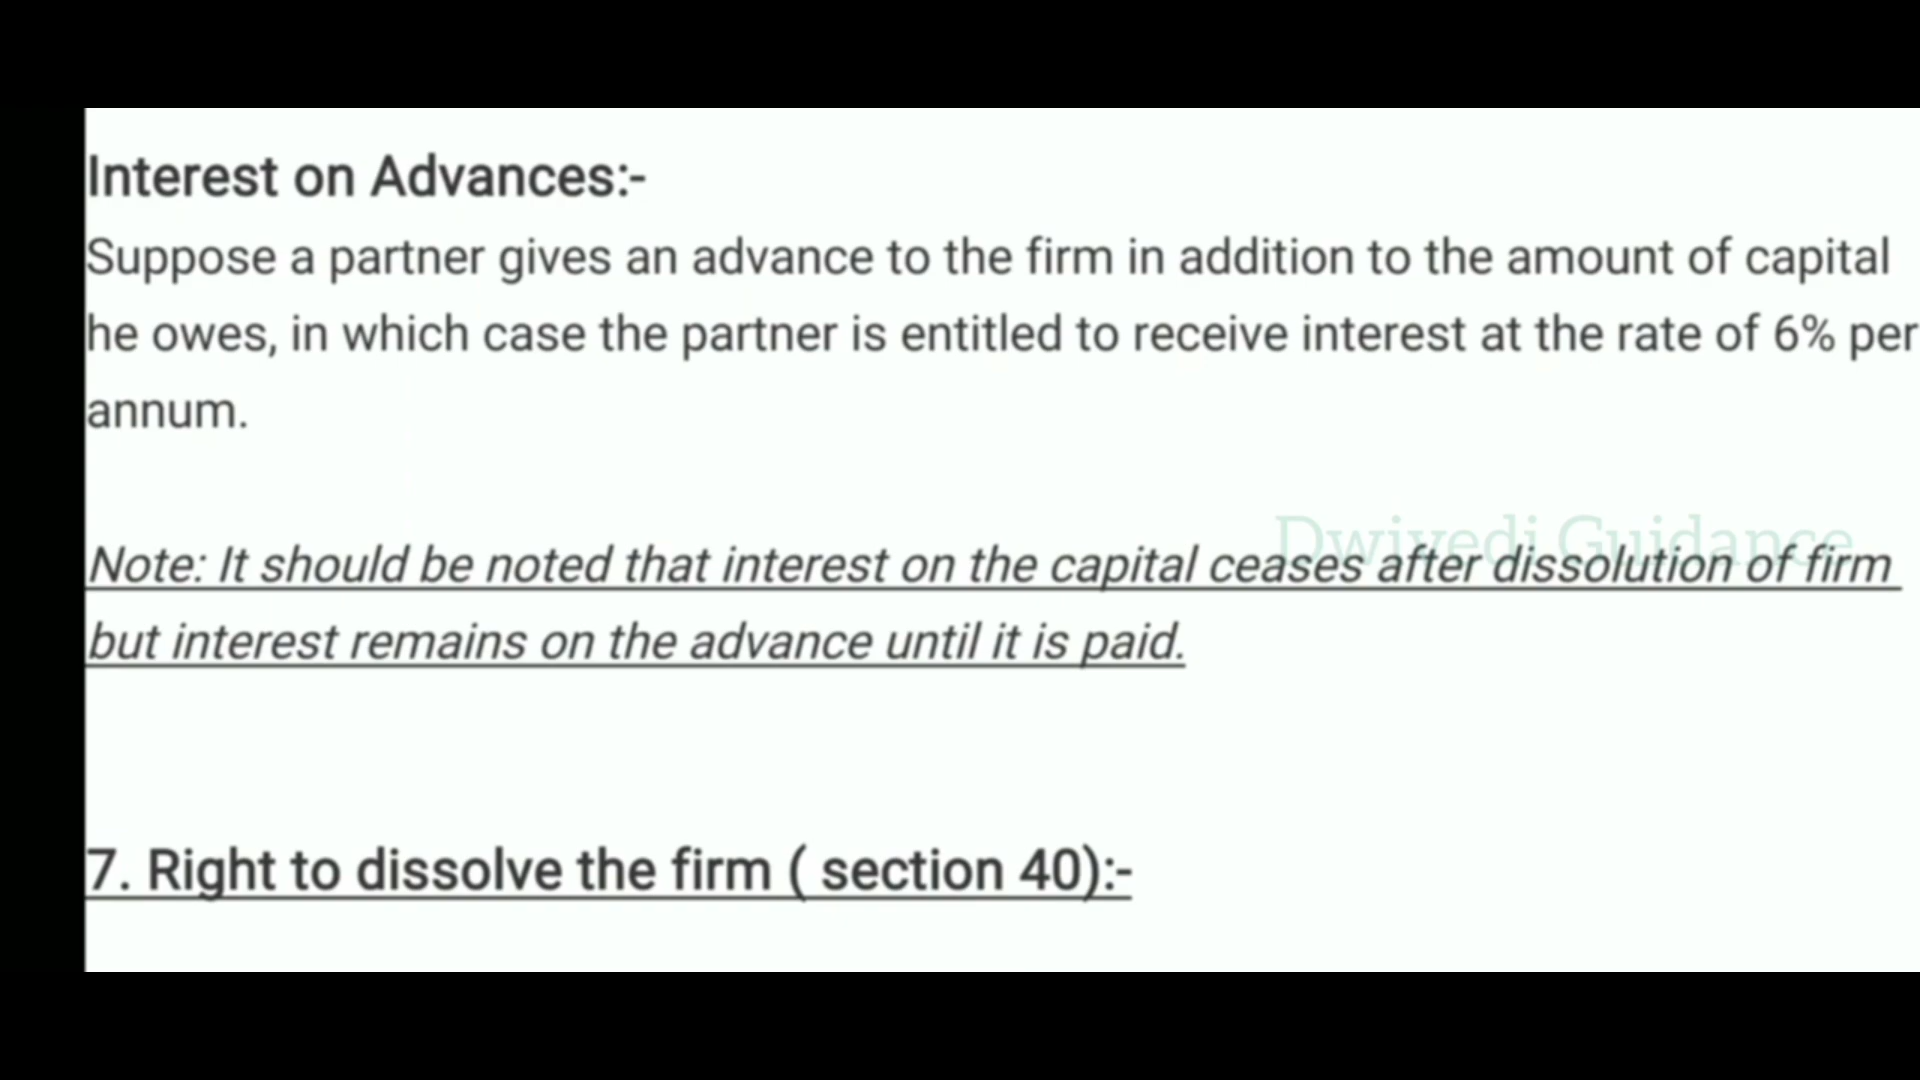 Interest on Advances:-
Suppose a partner gives an advance to the firm in addition to the amount of capital
he owes, in which case the partner is entitled to receive interest at the rate of 6% per
annum.
Dwivedi Guidance
Note: It should be noted that interest on the capital ceases after dissolution of firm
but interest remains on the advance until it is paid.
7. Right to dissolve the firm ( section 40):-